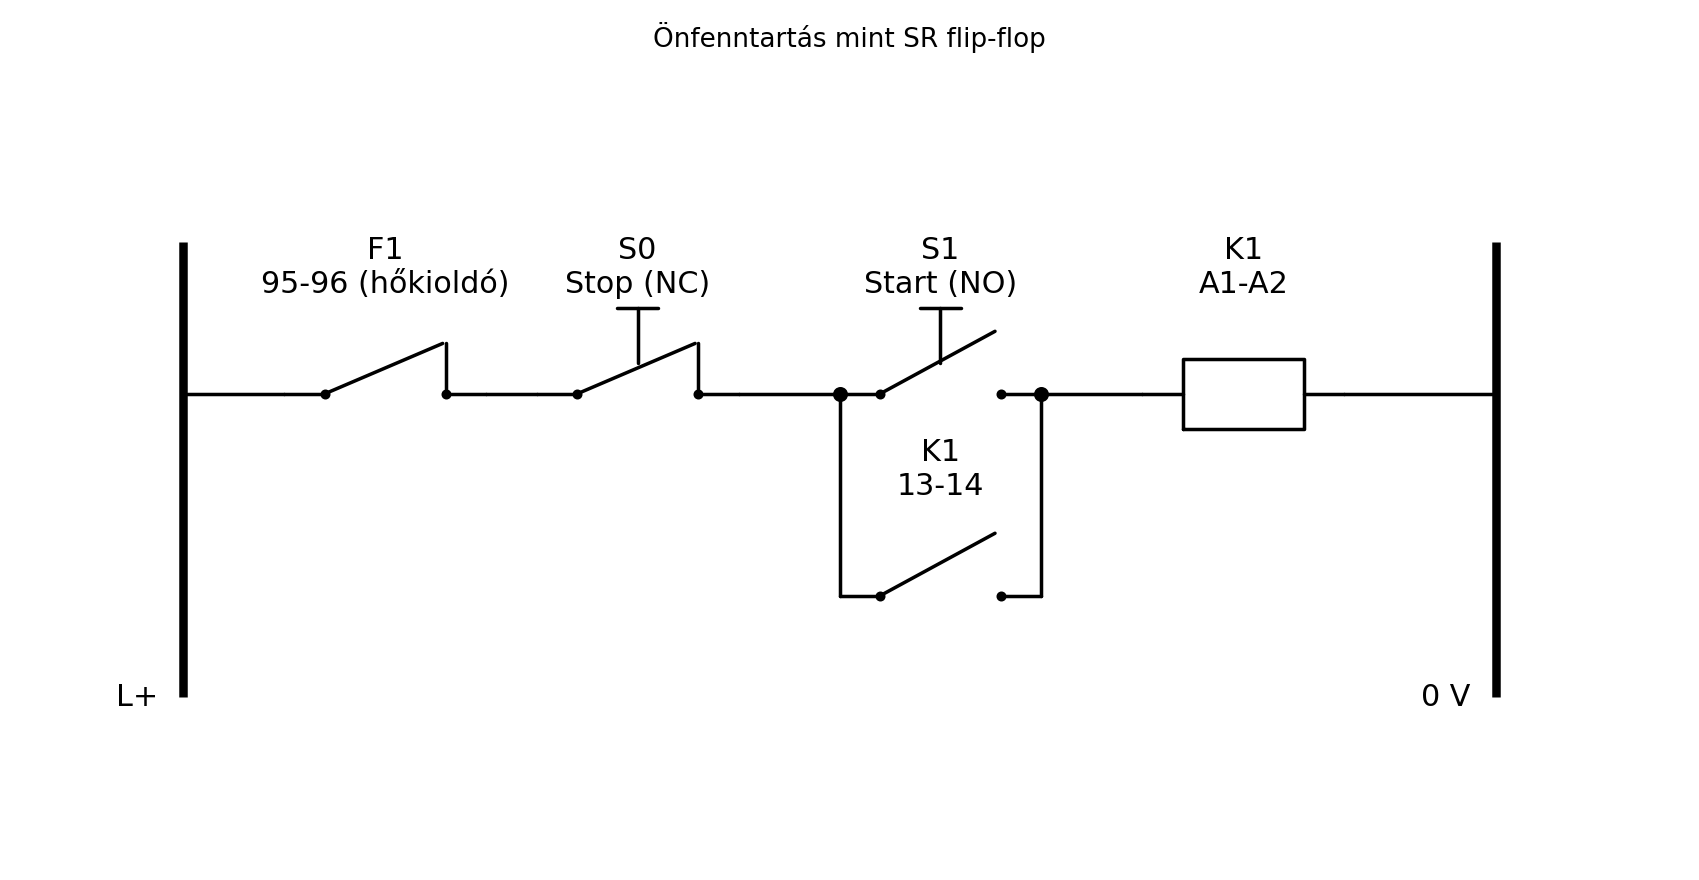 Önfenntartás mint SR flip-flop
F1
95-96 (hőkioldó)
S0
Stop (NC)
S1
Start (NO)
K1
A1-A2
K1
13-14
L+
0 V